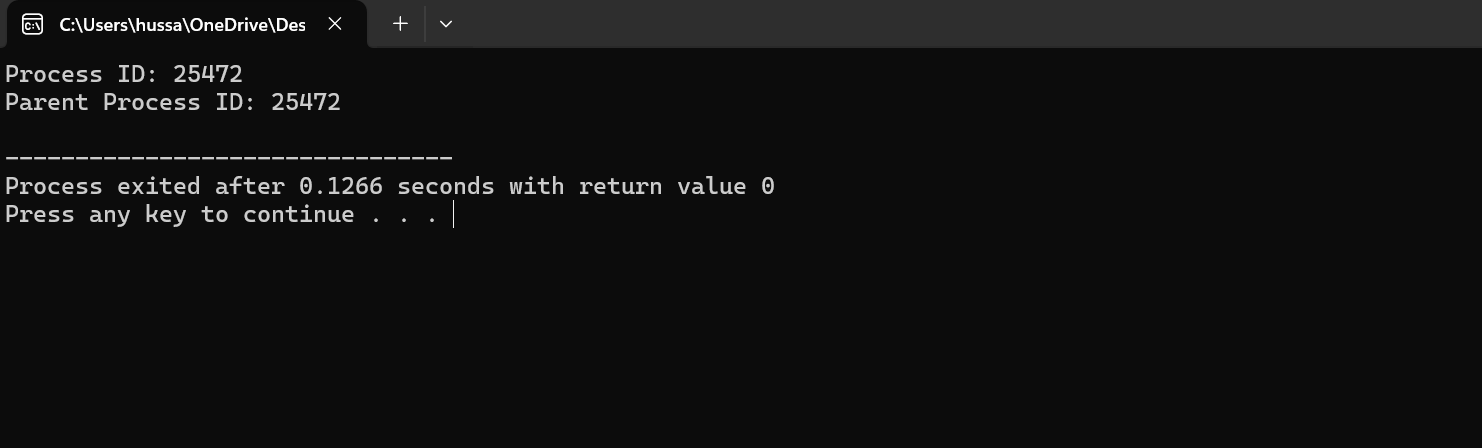 C:\Users\hussa\OneDrive\Des
Process ID: 25472
Parent Process ID: 25472
--------------------------------
Process exited after 0.1266 seconds with return value 0
Press any key to continue . . .